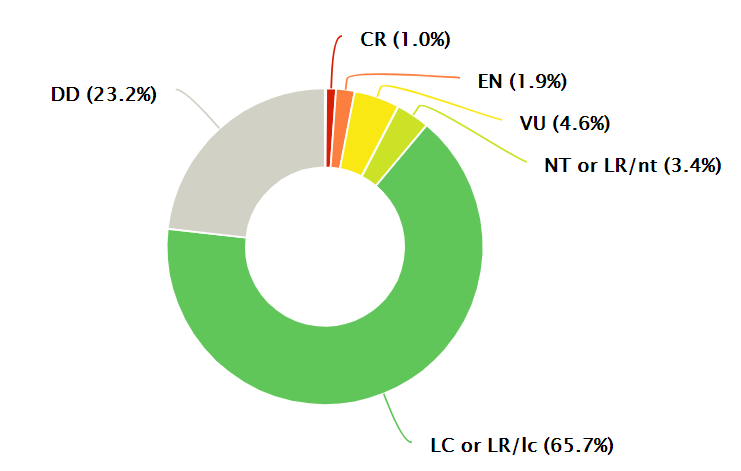 CR (1.0%)
EN (1.9%)
DD (23.2%)
VU (4.6%)
NT or LR/nt (3.4%)
LC or LR/lc (65.7%)